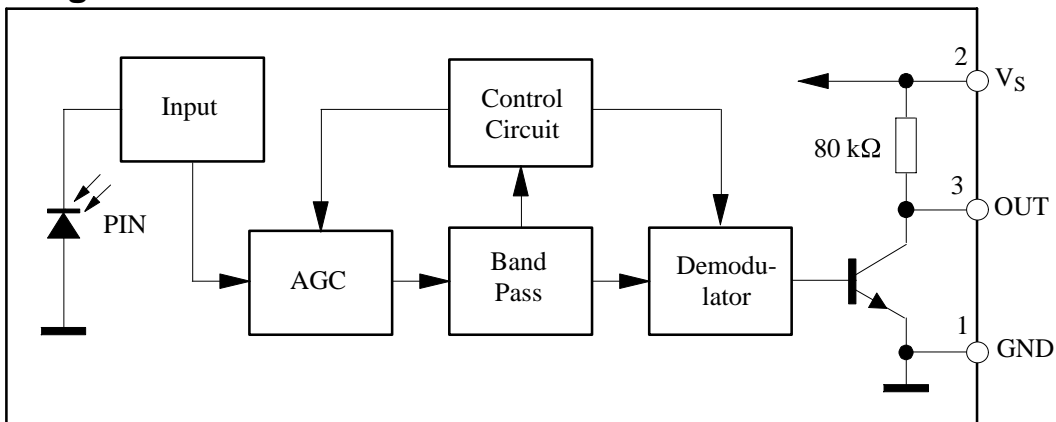 Input
Control
Circuit
2
V_S
80 kΩ
3
OUT
PIN
AGC
Band
Pass
Demodu-
lator
1
GND